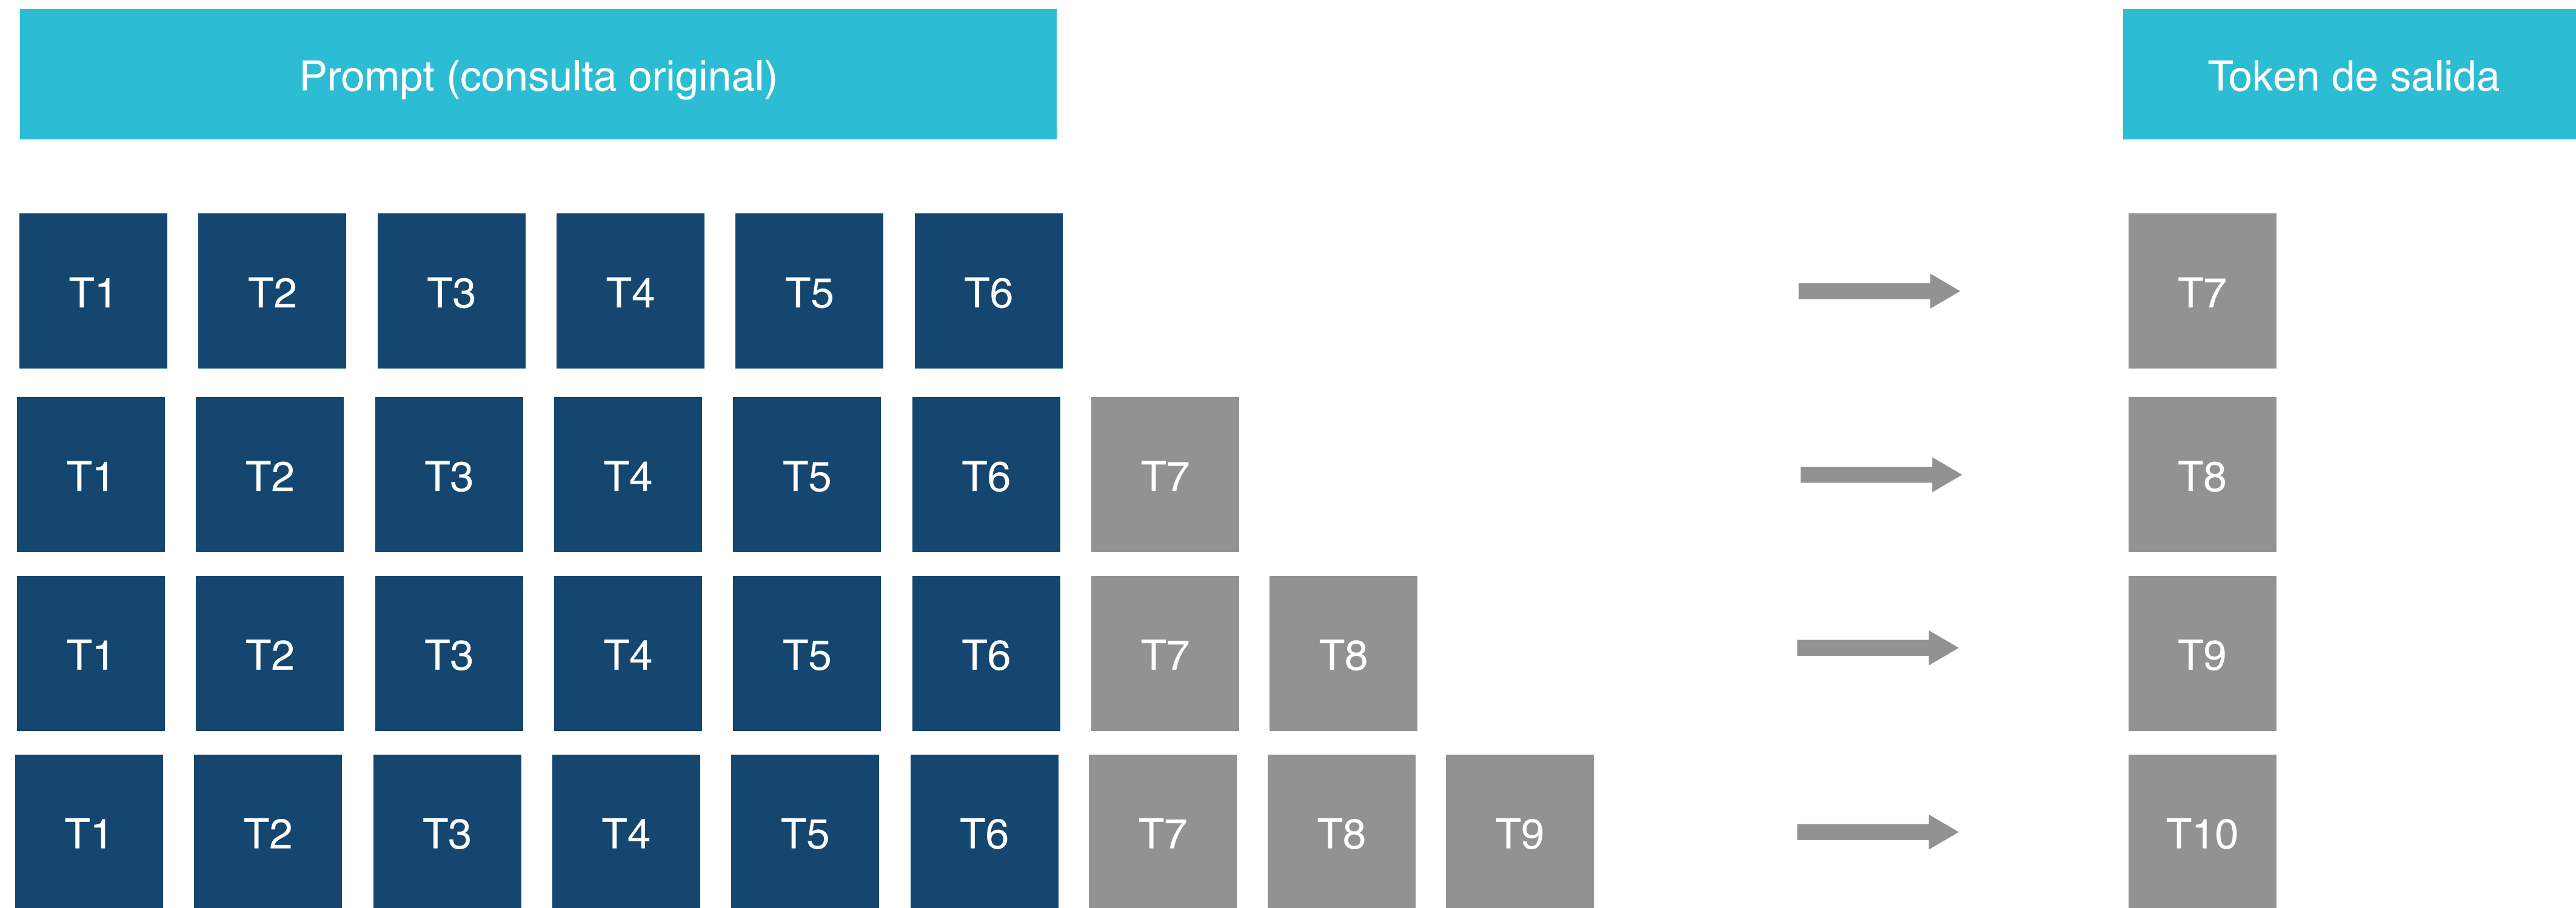 Prompt (consulta original) Token de salida
T1 T2 T3 T4 T5 T6 T7
T1 T2 T3 T4 T5 T6 T7 T8
T1 T2 T3 T4 T5 T6 T7 T8 T9
T1 T2 T3 T4 T5 T6 T7 T8 T9 T10